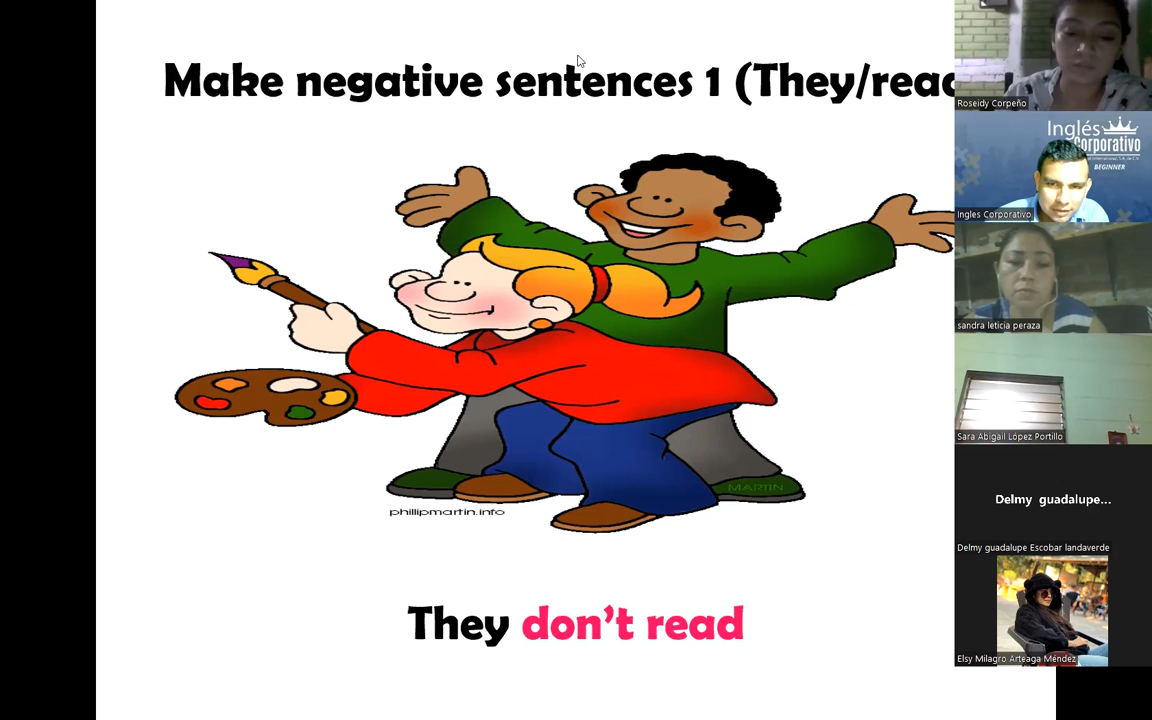 Make negative sentences 1 (They/read
Roseidy Corpeño
Inglés
Corporativo
BEGINNER
Ingles Corporativo
sandra leticia peraza
Sara Abigail López Portillo
Delmy guadalupe...
Delmy guadalupe Escobar landaverde
Elsy Milagro Arteaga Méndez
MARTIN
phillipmartin.info
They don't read